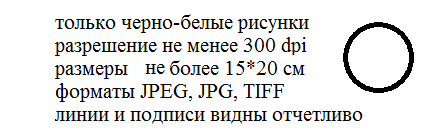 только черно-белые рисунки
разрешение не менее 300 dpi
размеры не более 15*20 см
форматы JPEG, JPG, TIFF
линии и подписи видны отчетливо